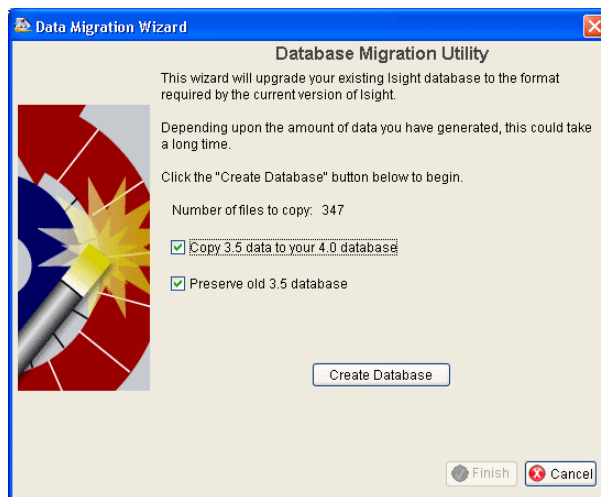 Data Migration Wizard
Database Migration Utility
This wizard will upgrade your existing Isight database to the format
required by the current version of Isight.
Depending upon the amount of data you have generated, this could take
a long time.
Click the "Create Database" button below to begin.
Number of files to copy: 347
Copy 3.5 data to your 4.0 database
Preserve old 3.5 database
Create Database
Finish
Cancel